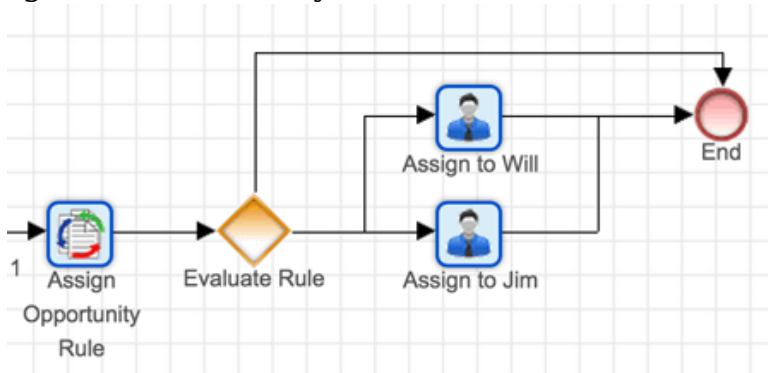 Assign to Will
End
1
Assign
Opportunity
Rule
Evaluate Rule
Assign to Jim